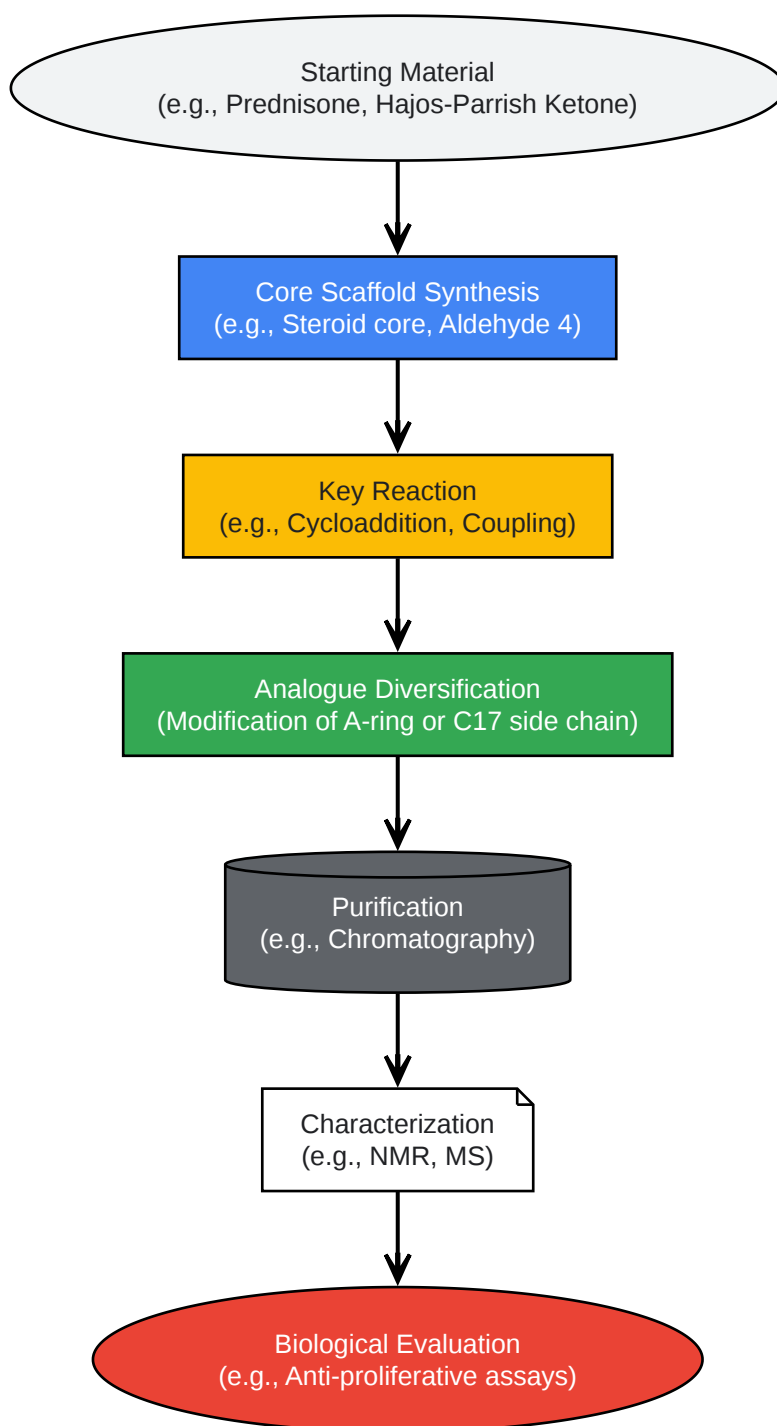 Starting Material
(e.g., Prednisone, Hajos-Parrish Ketone)
Core Scaffold Synthesis
(e.g., Steroid core, Aldehyde 4)
Key Reaction
(e.g., Cycloaddition, Coupling)
Analogue Diversification
(Modification of A-ring or C17 side chain)
Purification
(e.g., Chromatography)
Characterization
(e.g., NMR, MS)
Biological Evaluation
(e.g., Anti-proliferative assays)